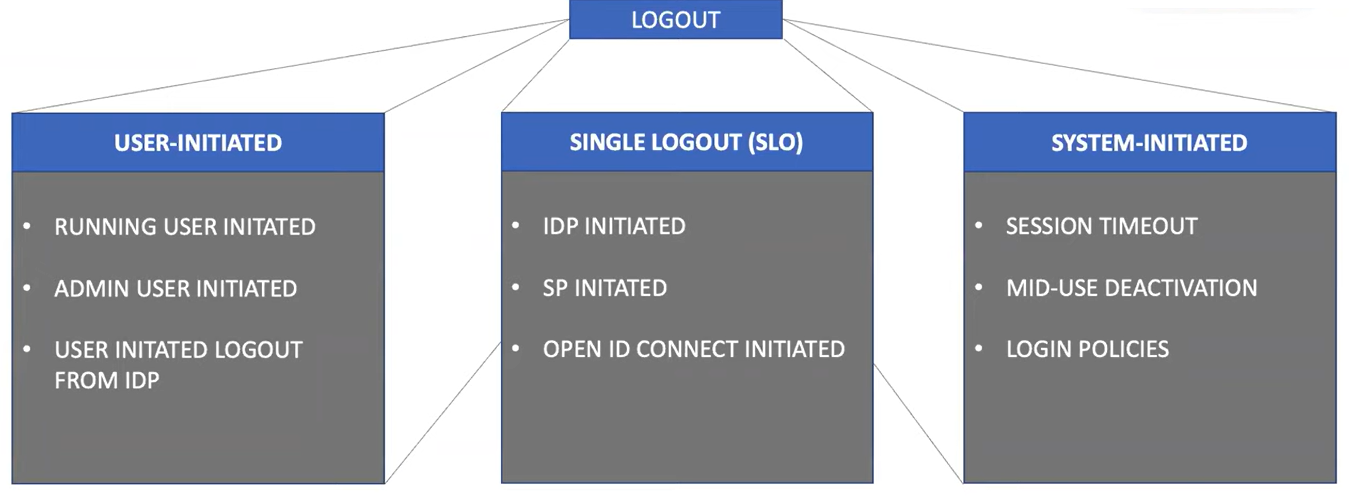 LOGOUT
USER-INITIATED
• RUNNING USER INITATED
• ADMIN USER INITIATED
• USER INITATED LOGOUT
FROM IDP
SINGLE LOGOUT (SLO)
• IDP INITIATED
• SP INITATED
• OPEN ID CONNECT INITIATED
SYSTEM-INITIATED
• SESSION TIMEOUT
• MID-USE DEACTIVATION
• LOGIN POLICIES